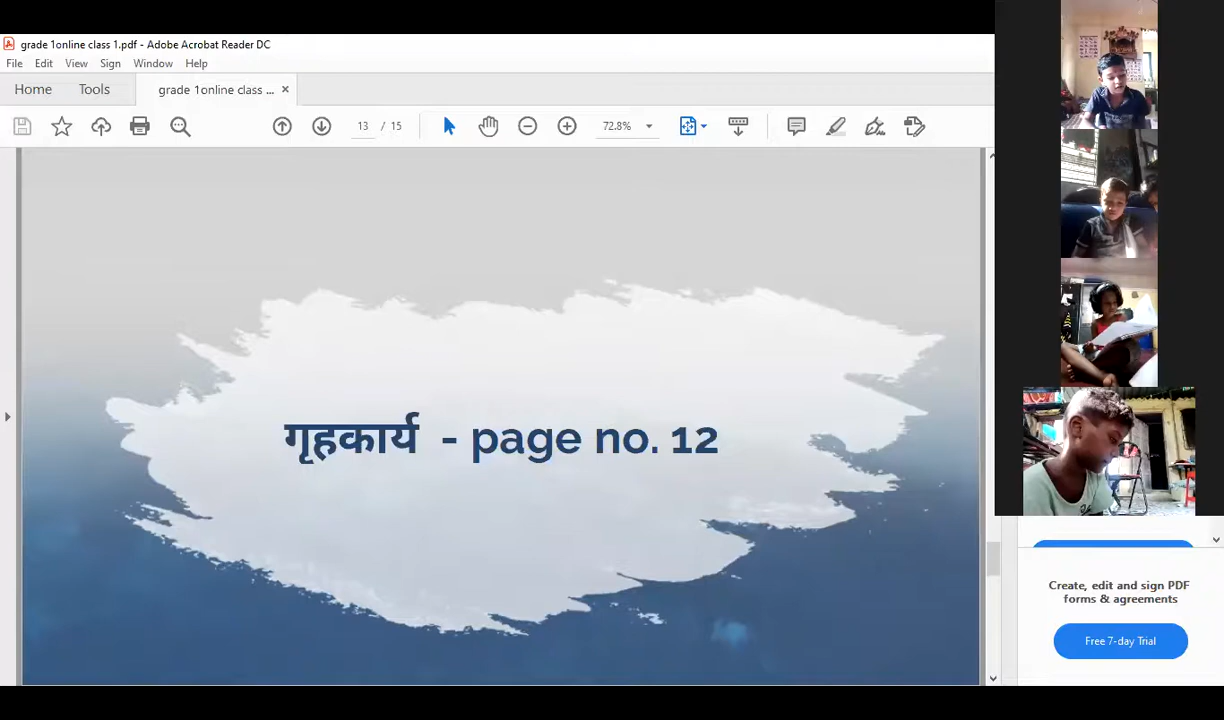 grade 1online class 1.pdf - Adobe Acrobat Reader DC
File Edit View Sign Window Help
Home Tools grade 1online class ... ×
13 / 15 72.8%
गृहकार्य - page no. 12
Create, edit and sign PDF
forms & agreements
Free 7-day Trial